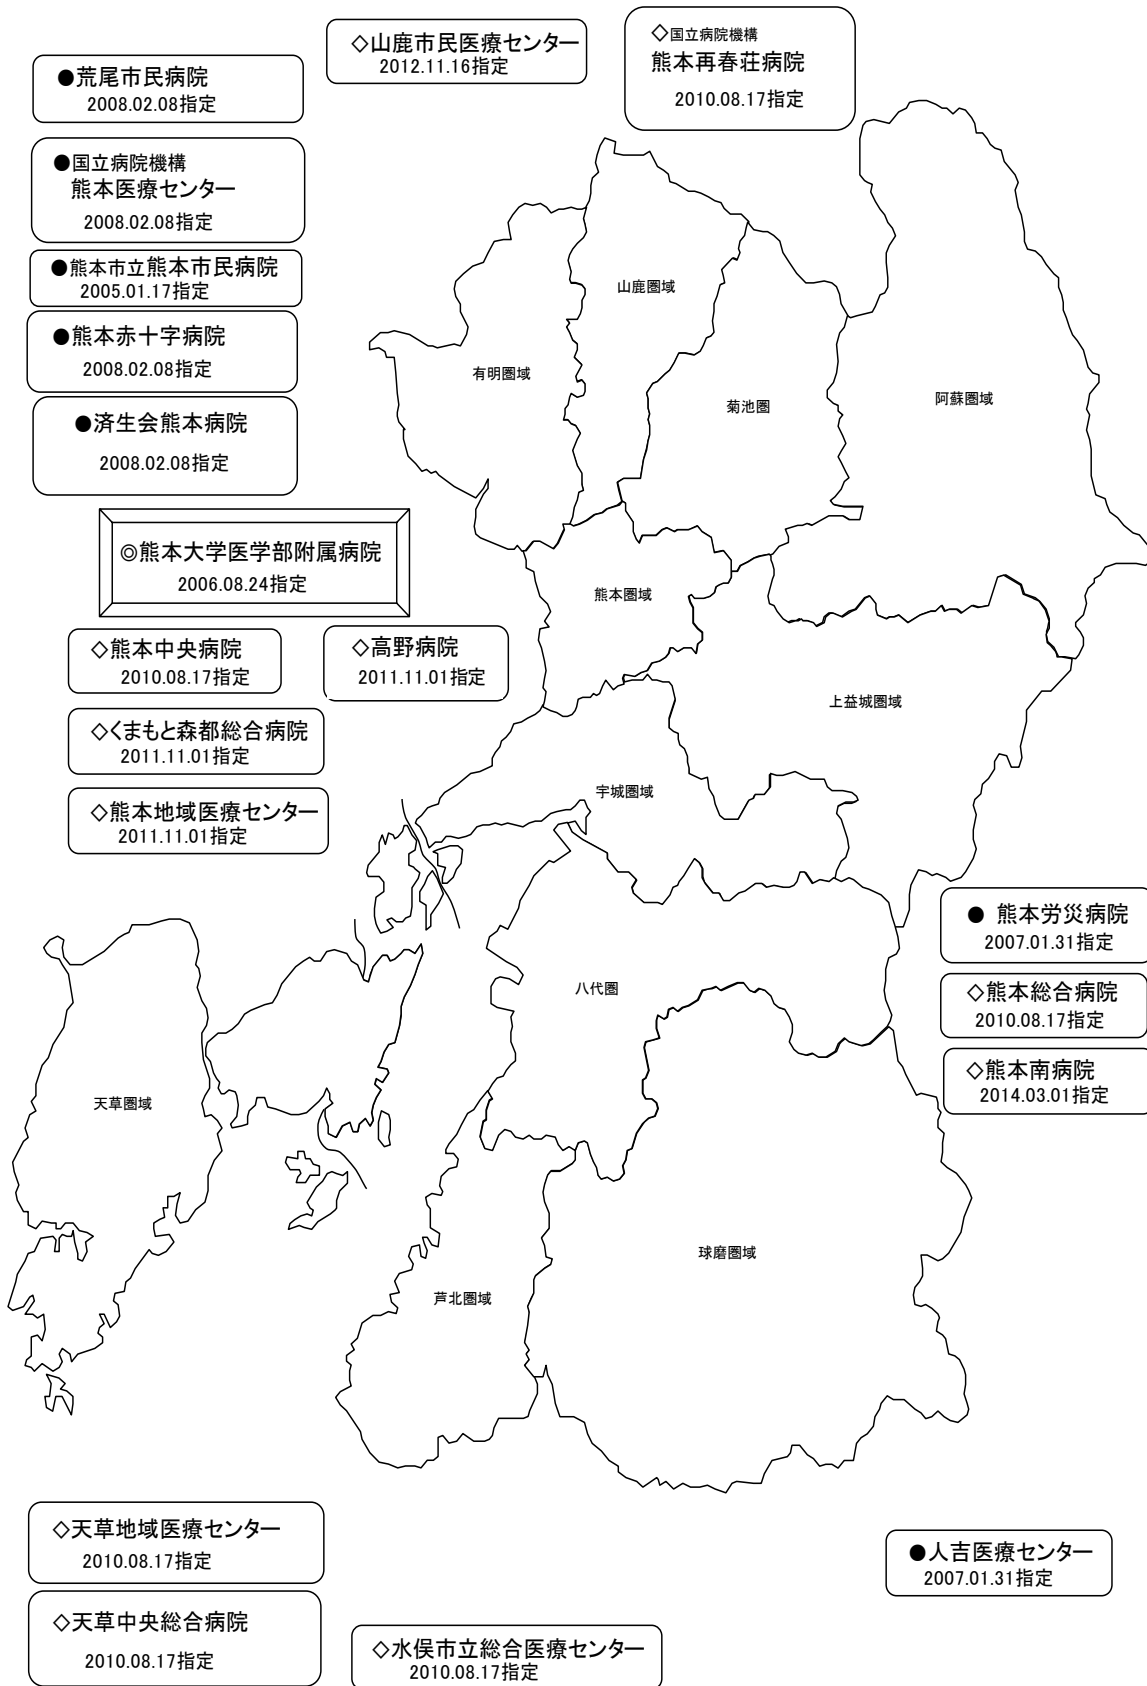 ◇山鹿市民医療センター
2012.11.16指定
◇国立病院機構
熊本再春荘病院
2010.08.17指定
●荒尾市民病院
2008.02.08指定
●国立病院機構
熊本医療センター
2008.02.08指定
●熊本市立熊本市民病院
2005.01.17指定
●熊本赤十字病院
2008.02.08指定
●済生会熊本病院
2008.02.08指定
◎熊本大学医学部附属病院
2006.08.24指定
◇熊本中央病院
2010.08.17指定
◇高野病院
2011.11.01指定
◇くまもと森都総合病院
2011.11.01指定
◇熊本地域医療センター
2011.11.01指定
山鹿圏域
有明圏域
菊池圏
阿蘇圏域
熊本圏域
上益城圏域
宇城圏域
八代圏
天草圏域
球磨圏域
芦北圏域
● 熊本労災病院
2007.01.31指定
◇熊本総合病院
2010.08.17指定
◇熊本南病院
2014.03.01指定
◇天草地域医療センター
2010.08.17指定
◇天草中央総合病院
2010.08.17指定
◇水俣市立総合医療センター
2010.08.17指定
●人吉医療センター
2007.01.31指定